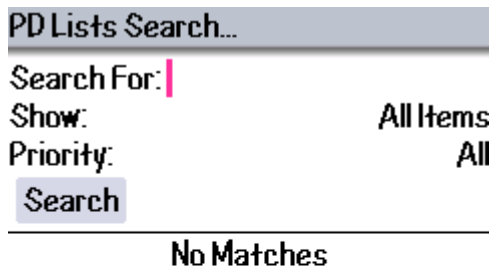 PD Lists Search...
Search For:
Show: All Items
Priority: All
Search
No Matches